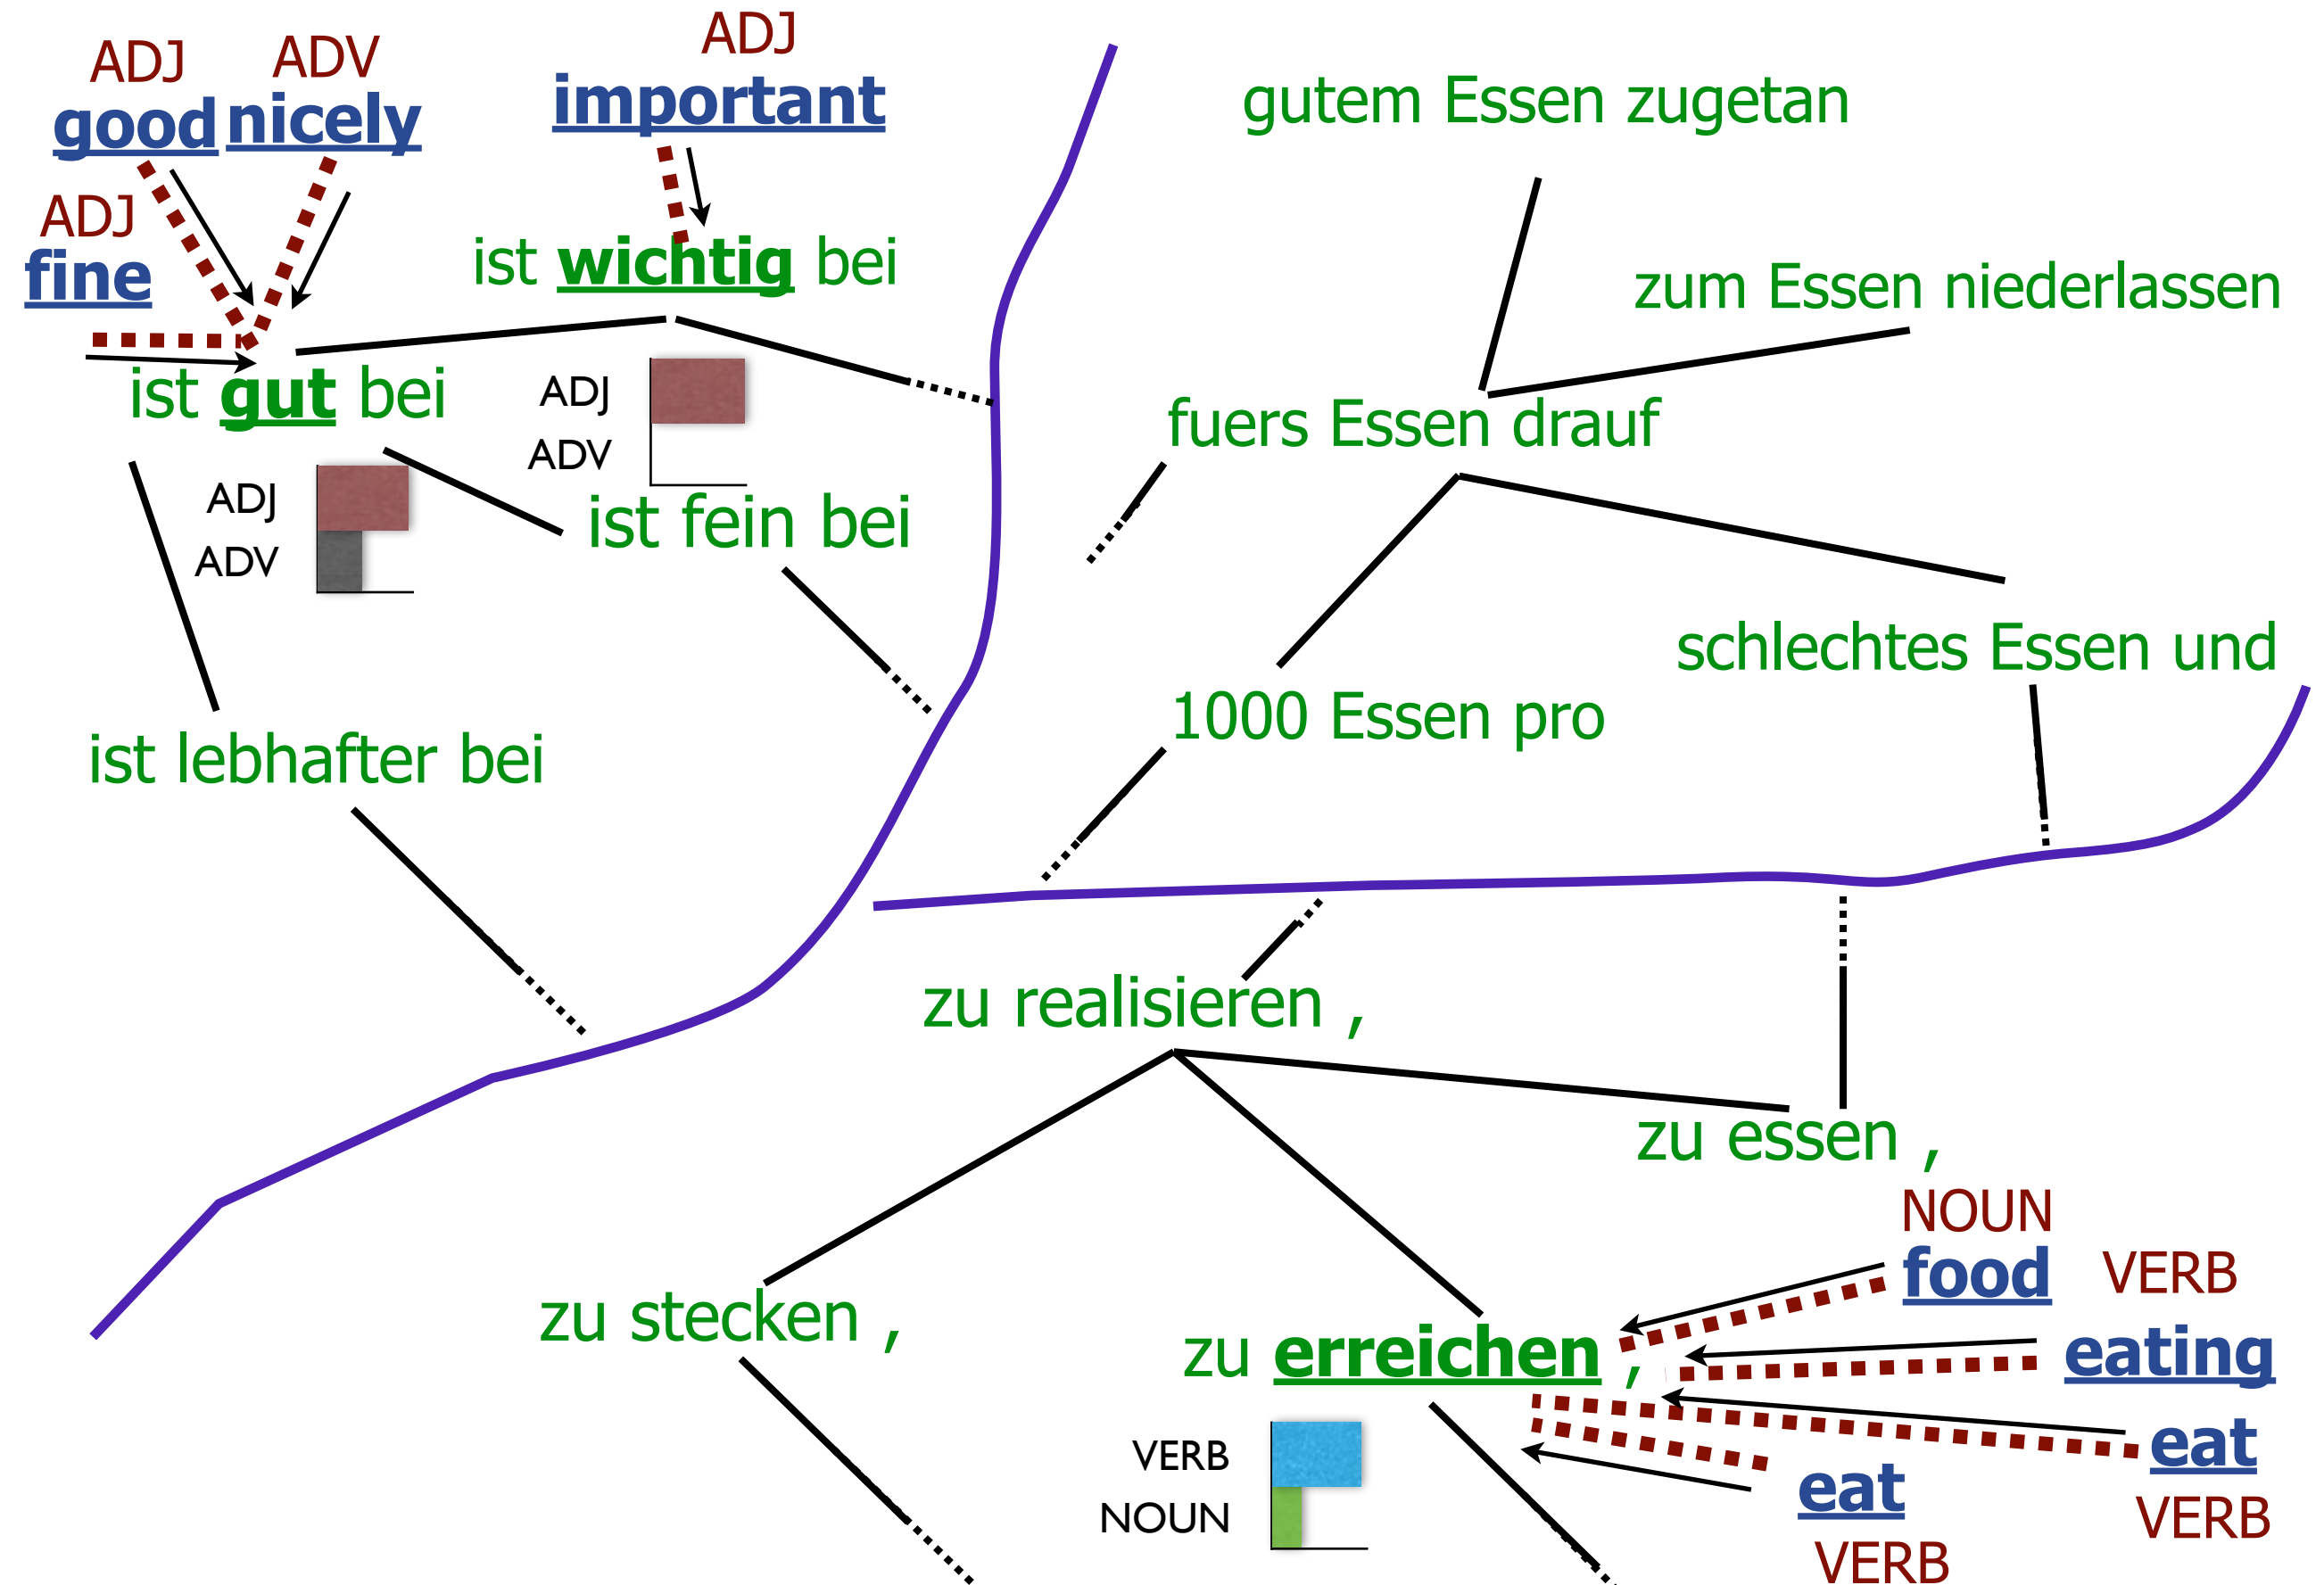 ADJ
ADV
ADJ
good nicely
important
gutem Essen zugetan
ADJ
fine
ist wichtig bei
zum Essen niederlassen
ist gut bei
ADJ
ADV
fuers Essen drauf
ADJ
ADV
ist fein bei
schlechtes Essen und
1000 Essen pro
ist lebhafter bei
zu realisieren ,
zu essen ,
NOUN
food
VERB
zu stecken ,
zu erreichen ,
eating
VERB
NOUN
eat
VERB
eat
VERB